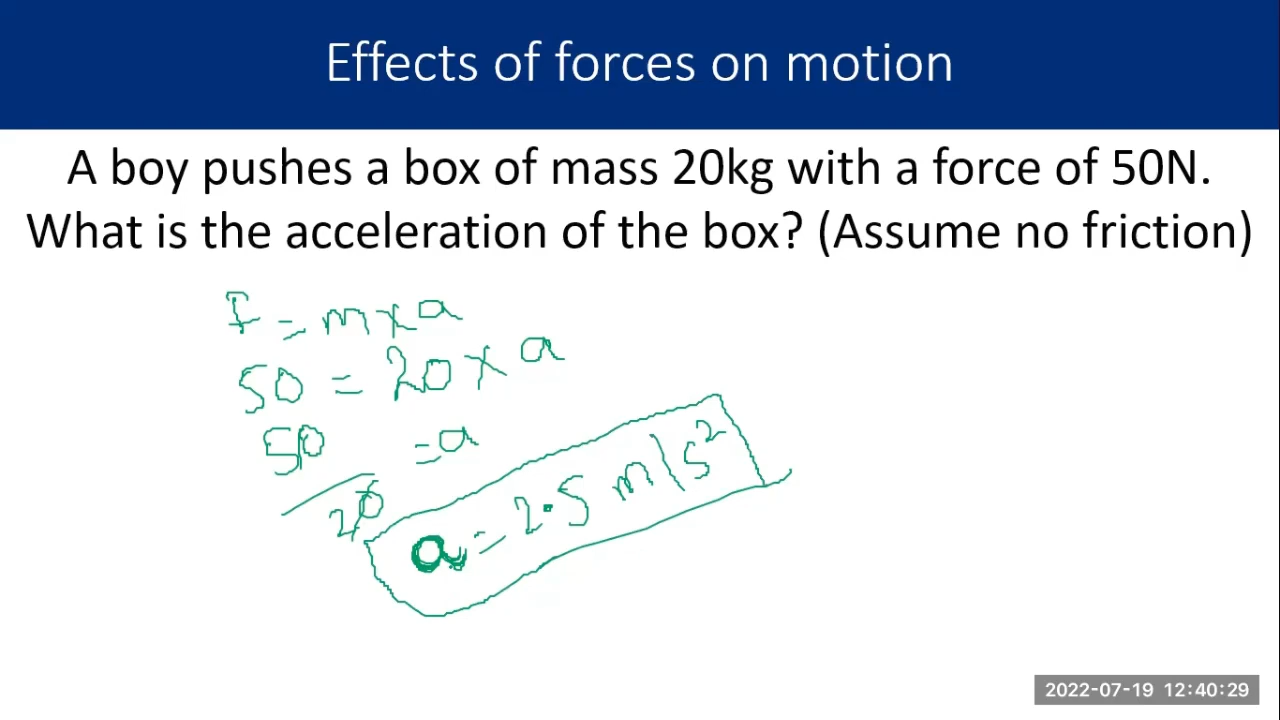 Effects of forces on motion
A boy pushes a box of mass 20kg with a force of 50N.
What is the acceleration of the box? (Assume no friction)
F = m x a
50 = 20 x a
50 = a
20
a = 2.5 m/s²
2022-07-19 12:40:29